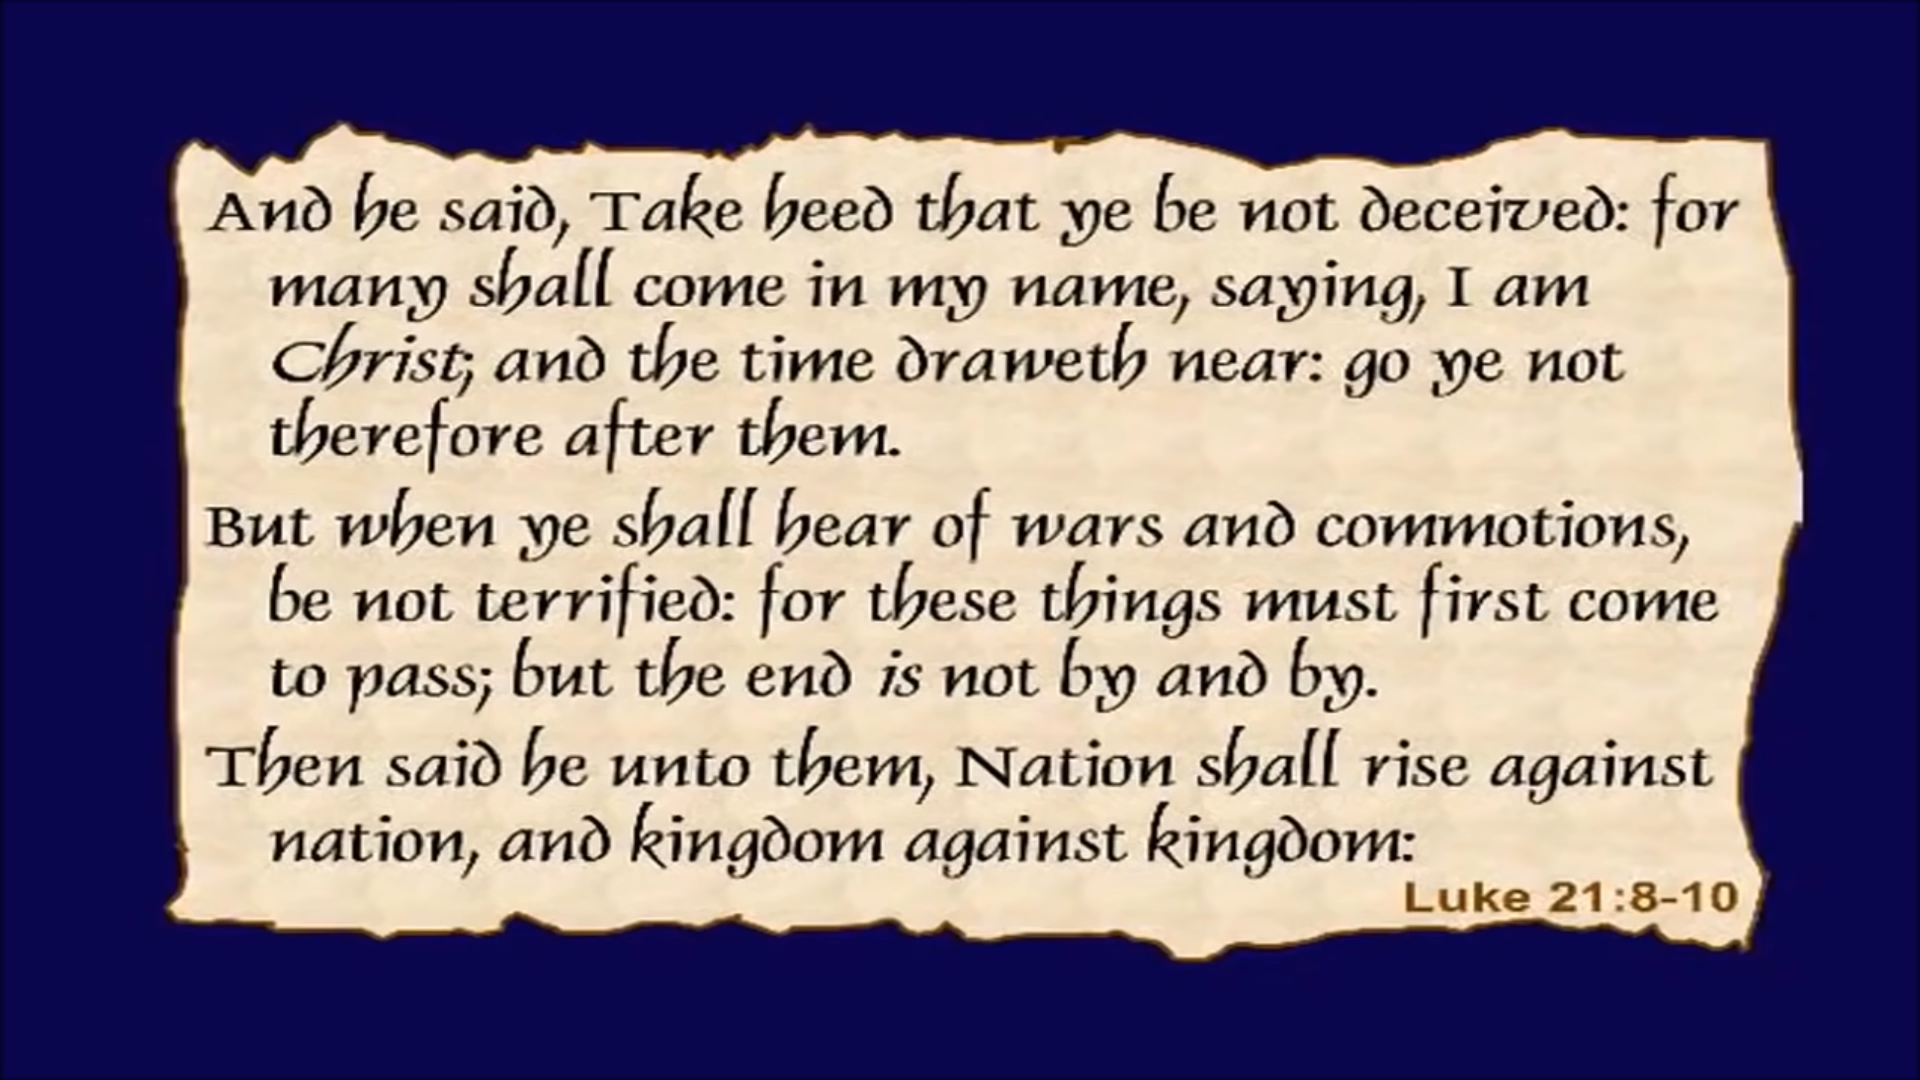 And he said, Take heed that ye be not deceived: for
many shall come in my name, saying, I am
Christ; and the time draweth near: go ye not
therefore after them.
But when ye shall hear of wars and commotions,
be not terrified: for these things must first come
to pass; but the end is not by and by.
Then said he unto them, Nation shall rise against
nation, and kingdom against kingdom:
Luke 21:8-10